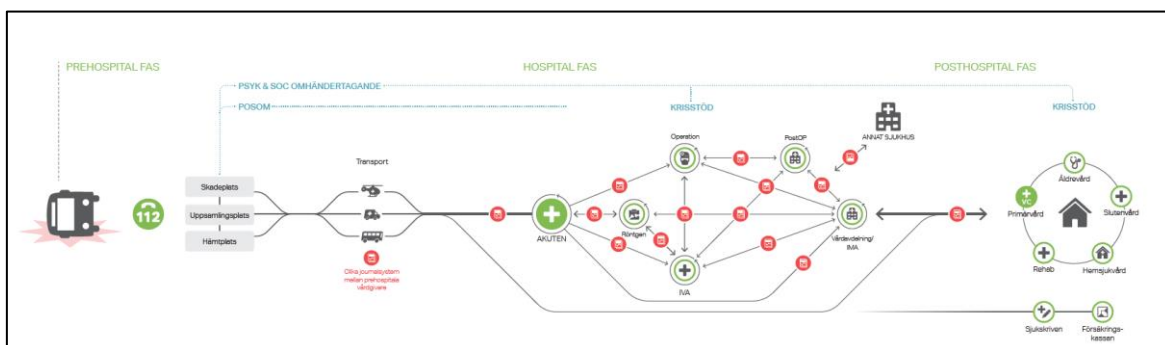 PREHOSPITAL FAS
HOSPITAL FAS
POSTHOSPITAL FAS
PSYK & SOC OMHÄNDERTAGANDE
POSOM
KRISSTÖD
KRISSTÖD
Operation
PostOP
ANNAT SJUKHUS
Transport
Skadeplats
Uppsamlingsplats
Hämtplats
112
AKUTEN
Röntgen
Vårdavdelning/
IMA
IVA
Olika journalsystem
mellan prehospitala
vårdgivare
Äldrevård
VC
Primärvård
Slutenvård
Rehab
Hemsjukvård
Sjukskriven
Försäkrings-
kassan